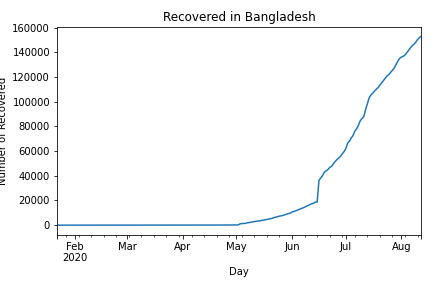 Recovered in Bangladesh
160000
140000
120000
100000
80000
60000
40000
20000
0
Number of Recovered
Feb
2020
Mar
Apr
May
Jun
Jul
Aug
Day